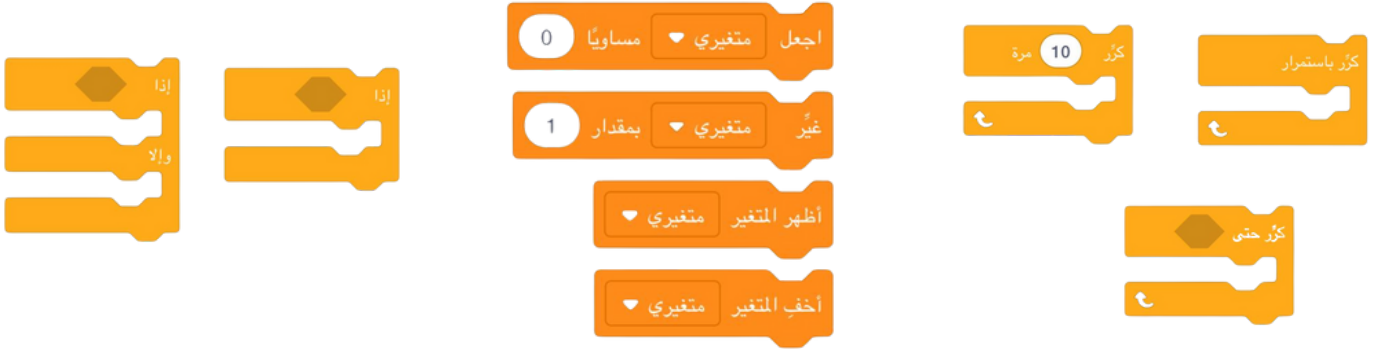 كرِّر باستمرار
كرِّر 10 مرة
كرِّر حتى
اجعل متغيري مساويًا 0
غيِّر متغيري بمقدار 1
أظهر المتغير متغيري
أخفِ المتغير متغيري
إذا
إذا
وإلا